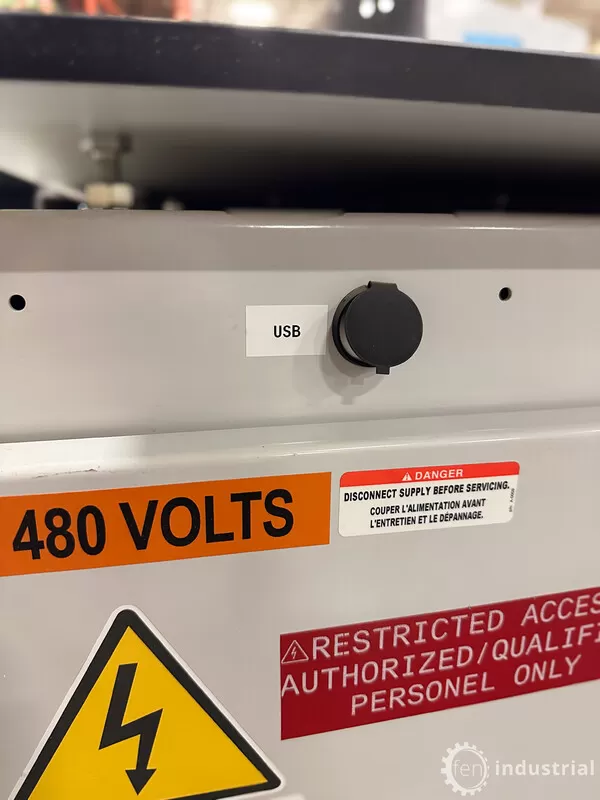 USB
480 VOLTS
DANGER
DISCONNECT SUPPLY BEFORE SERVICING.
COUPER L'ALIMENTATION AVANT
L'ENTRETIEN ET LE DÉPANNAGE.
RESTRICTED ACCES
AUTHORIZED/QUALIFI
PERSONEL ONLY
fen industrial